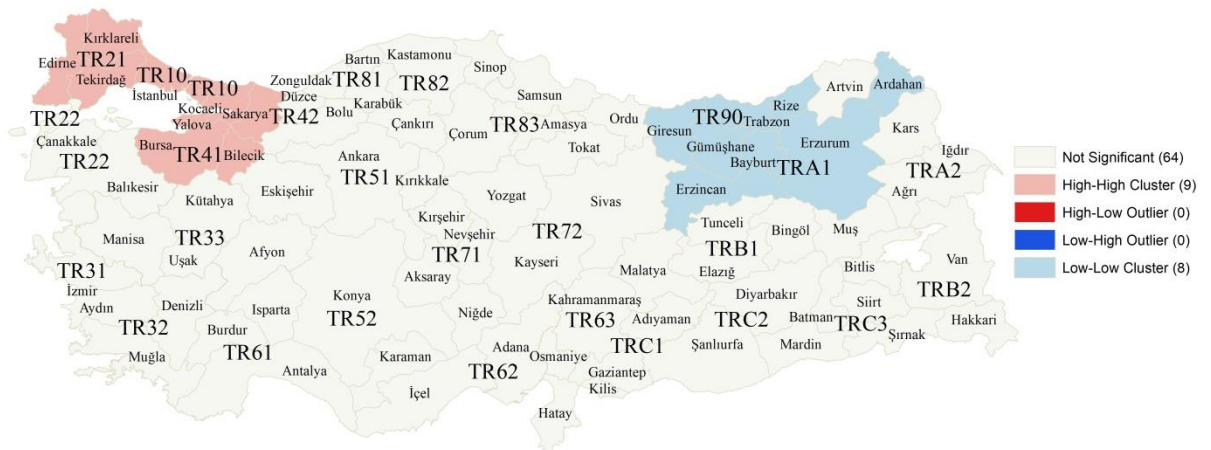 Kırklareli
Edirne
TR21
Tekirdağ
TR10
TR10
İstanbul
Kocaeli
Sakarya
Yalova
TR22
Çanakkale
TR22
Bursa
TR41
Bilecik
Zonguldak
Düzce
TR42
Bolu
Bartın
TR81
Karabük
Kastamonu
TR82
Çankırı
Sinop
Samsun
TR83
Amasya
Çorum
Tokat
Ordu
Giresun
TR90
Trabzon
Rize
Artvin
Ardahan
Gümüşhane
Bayburt
Erzurum
TRA1
Erzincan
Kars
Iğdır
TRA2
Ağrı
Balıkesir
Kütahya
Eskişehir
Ankara
TR51
Kırıkkale
Yozgat
Sivas
Kırşehir
Nevşehir
TR71
TR72
Kayseri
Aksaray
Niğde
Manisa
TR33
Uşak
Afyon
TR31
İzmir
Aydın
Denizli
TR32
Muğla
Isparta
Burdur
TR61
Antalya
Konya
TR52
Karaman
İçel
Adana
TR62
Osmaniye
Hatay
Kahramanmaraş
TR63
Malatya
Adıyaman
TRC1
Gaziantep
Kilis
Tunceli
TRB1
Bingöl
Elazığ
Muş
Bitlis
Van
TRB2
Hakkari
Diyarbakır
TRC2
Şanlıurfa
Mardin
Batman
Siirt
TRC3
Şırnak
Not Significant (64)
High-High Cluster (9)
High-Low Outlier (0)
Low-High Outlier (0)
Low-Low Cluster (8)